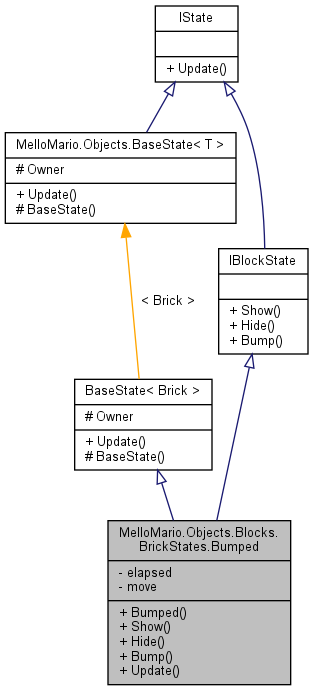 IState
+ Update()
MelloMario.Objects.BaseState< T >
# Owner
+ Update()
# BaseState()
IBlockState
+ Show()
+ Hide()
+ Bump()
< Brick >
BaseState< Brick >
# Owner
+ Update()
# BaseState()
MelloMario.Objects.Blocks.
BrickStates.Bumped
- elapsed
- move
+ Bumped()
+ Show()
+ Hide()
+ Bump()
+ Update()